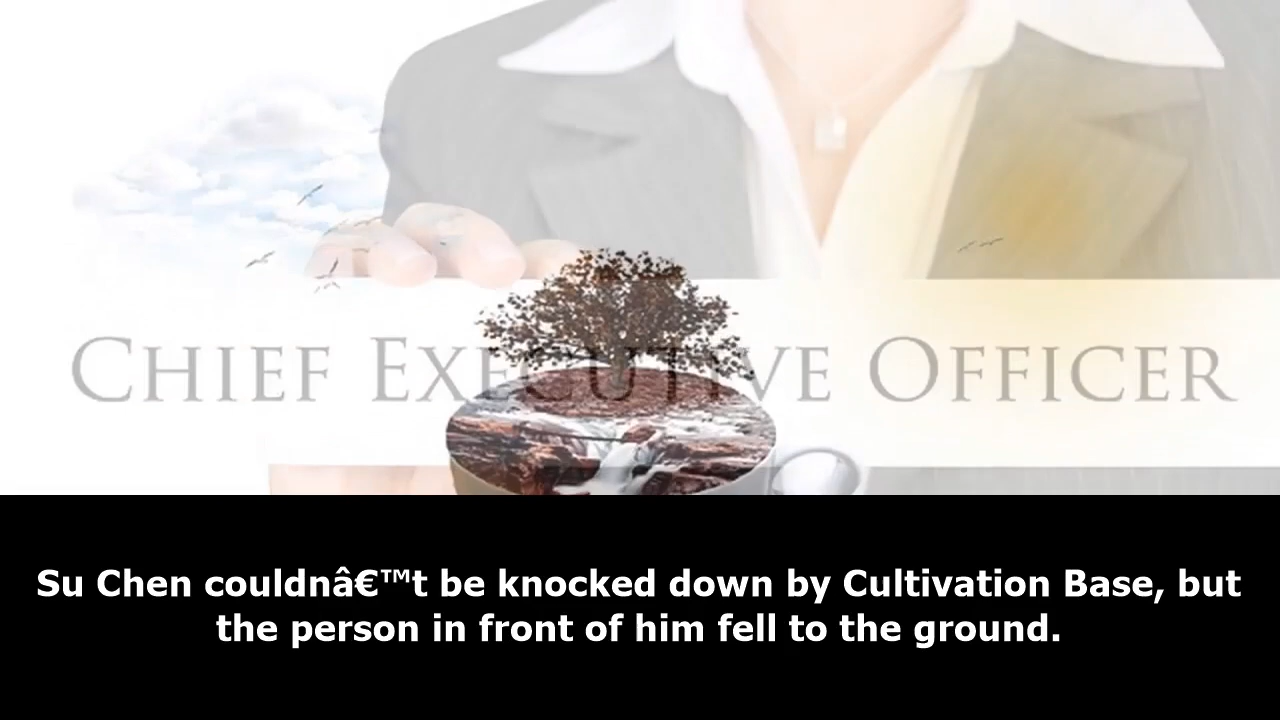 CHIEF EXECUTIVE OFFICER
Su Chen couldnâ€™t be knocked down by Cultivation Base, but
the person in front of him fell to the ground.